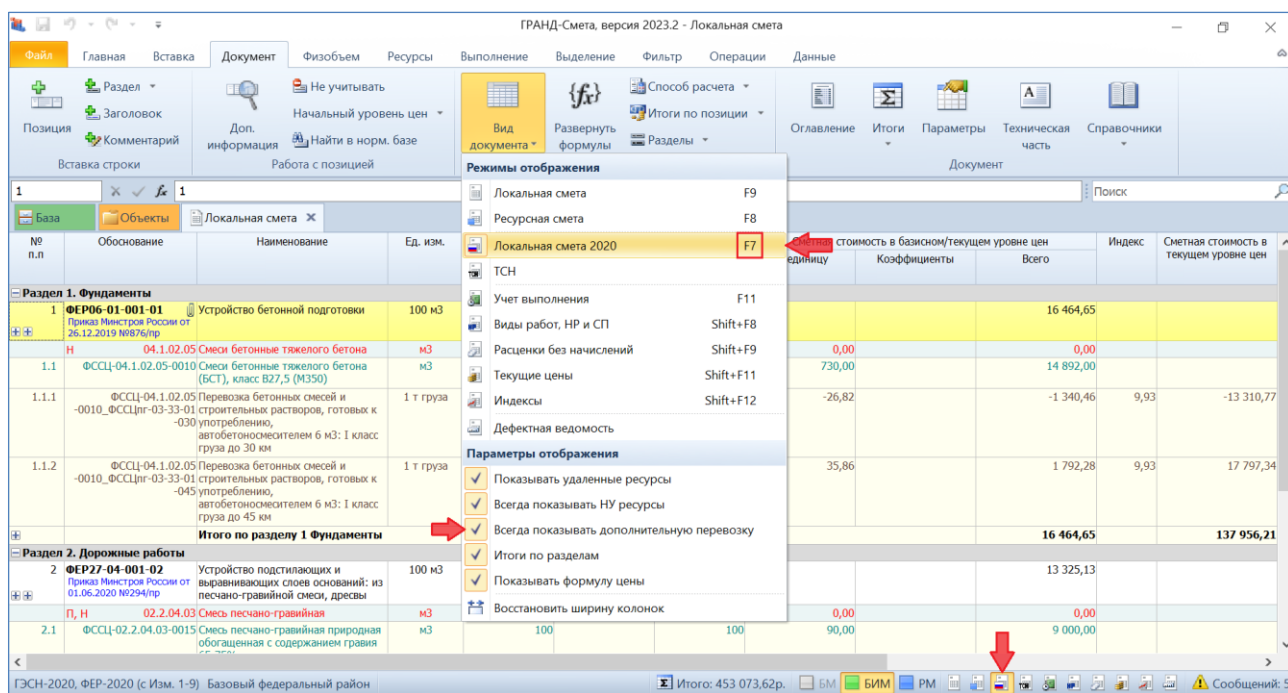 ГРАНД-Смета, версия 2023.2 - Локальная смета
Файл Главная Вставка Документ Физобъем Ресурсы Выполнение Выделение Фильтр Операции Данные
Позиция
Раздел
Заголовок
Комментарий
Вставка строки
Доп. информация
Не учитывать
Начальный уровень цен
Найти в норм. базе
Работа с позицией
Вид документа
Развернуть формулы
Способ расчета
Итоги по позиции
Разделы
Оглавление
Итоги
Параметры
Техническая часть
Справочники
Документ
1 fx 1 Поиск
База Объекты Локальная смета
№ п.п Обоснование Наименование Ед. изм. Сметная стоимость в базисном/текущем уровне цен Индекс Сметная стоимость в текущем уровне цен
единицу Коэффициенты Всего
Раздел 1. Фундаменты
1 ФЕР06-01-001-01 Устройство бетонной подготовки 100 м3 16 464,65
Приказ Минстроя России от
26.12.2019 №876/пр
Н 04.1.02.05 Смеси бетонные тяжелого бетона м3 0,00 0,00
1.1 ФССЦ-04.1.02.05-0010 Смеси бетонные тяжелого бетона м3 730,00 14 892,00
(БСТ), класс B27,5 (М350)
1.1.1 ФССЦ-04.1.02.05 Перевозка бетонных смесей и 1 т груза -26,82 -1 340,46 9,93 -13 310,77
-0010_ФССЦпг-03-33-01 строительных растворов, готовых к
-030 употреблению,
автобетоносмесителем 6 м3: I класс
груза до 30 км
1.1.2 ФССЦ-04.1.02.05 Перевозка бетонных смесей и 1 т груза 35,86 1 792,28 9,93 17 797,34
-0010_ФССЦпг-03-33-01 строительных растворов, готовых к
-045 употреблению,
автобетоносмесителем 6 м3: I класс
груза до 45 км
Итого по разделу 1 Фундаменты 16 464,65 137 956,21
Раздел 2. Дорожные работы
2 ФЕР27-04-001-02 Устройство подстилающих и 100 м3 13 325,13
Приказ Минстроя России от выравнивающих слоев оснований: из
01.06.2020 №294/пр песчано-гравийной смеси, дресвы
П, Н 02.2.04.03 Смесь песчано-гравийная м3 0,00 0,00
2.1 ФССЦ-02.2.04.03-0015 Смесь песчано-гравийная природная м3 100 100 90,00 9 000,00
обогащенная с содержанием гравия
Режимы отображения
Локальная смета F9
Ресурсная смета F8
Локальная смета 2020 F7
ТСН
Учет выполнения F11
Виды работ, НР и СП Shift+F8
Расценки без начислений Shift+F9
Текущие цены Shift+F11
Индексы Shift+F12
Дефектная ведомость
Параметры отображения
Показывать удаленные ресурсы
Всегда показывать НУ ресурсы
Всегда показывать дополнительную перевозку
Итоги по разделам
Показывать формулу цены
Восстановить ширину колонок
ГЭСН-2020, ФЕР-2020 (с Изм. 1-9) Базовый федеральный район Итого: 453 073,62р. БМ БИМ РМ Сообщений: